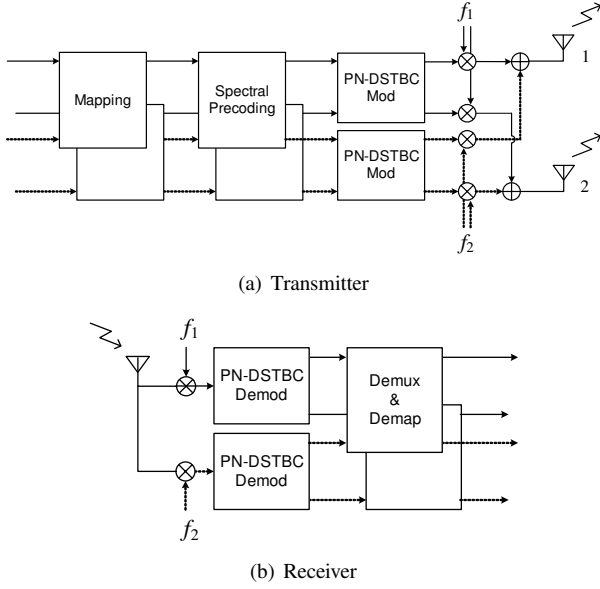 f1
1
Mapping
Spectral
Precoding
PN-DSTBC
Mod
PN-DSTBC
Mod
2
f2
(a) Transmitter
f1
PN-DSTBC
Demod
Demux
&
Demap
PN-DSTBC
Demod
f2
(b) Receiver